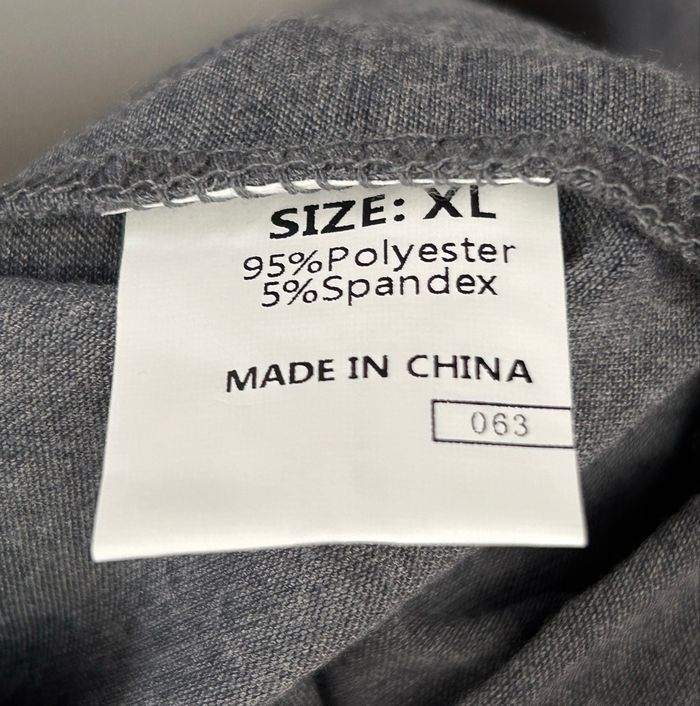 SIZE: XL
95%Polyester
5%Spandex
MADE IN CHINA
063